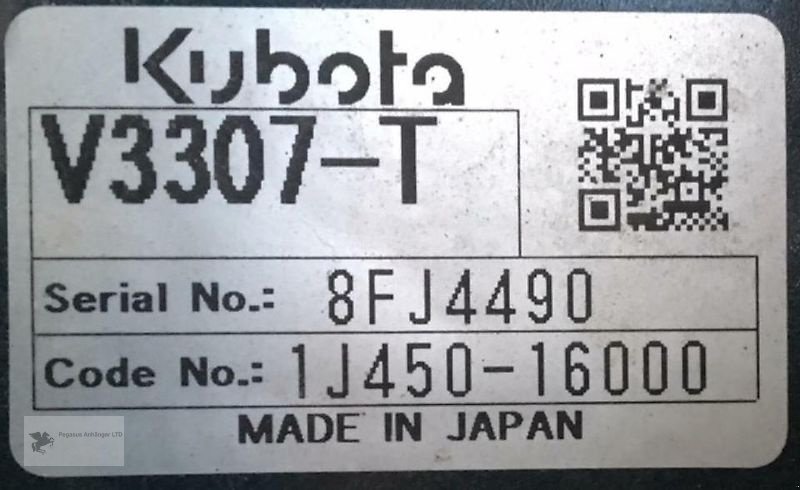 Kubota
V3307-T
Serial No.: 8FJ4490
Code No.: 1J450-16000
MADE IN JAPAN
Pegasus Anhänger LTD